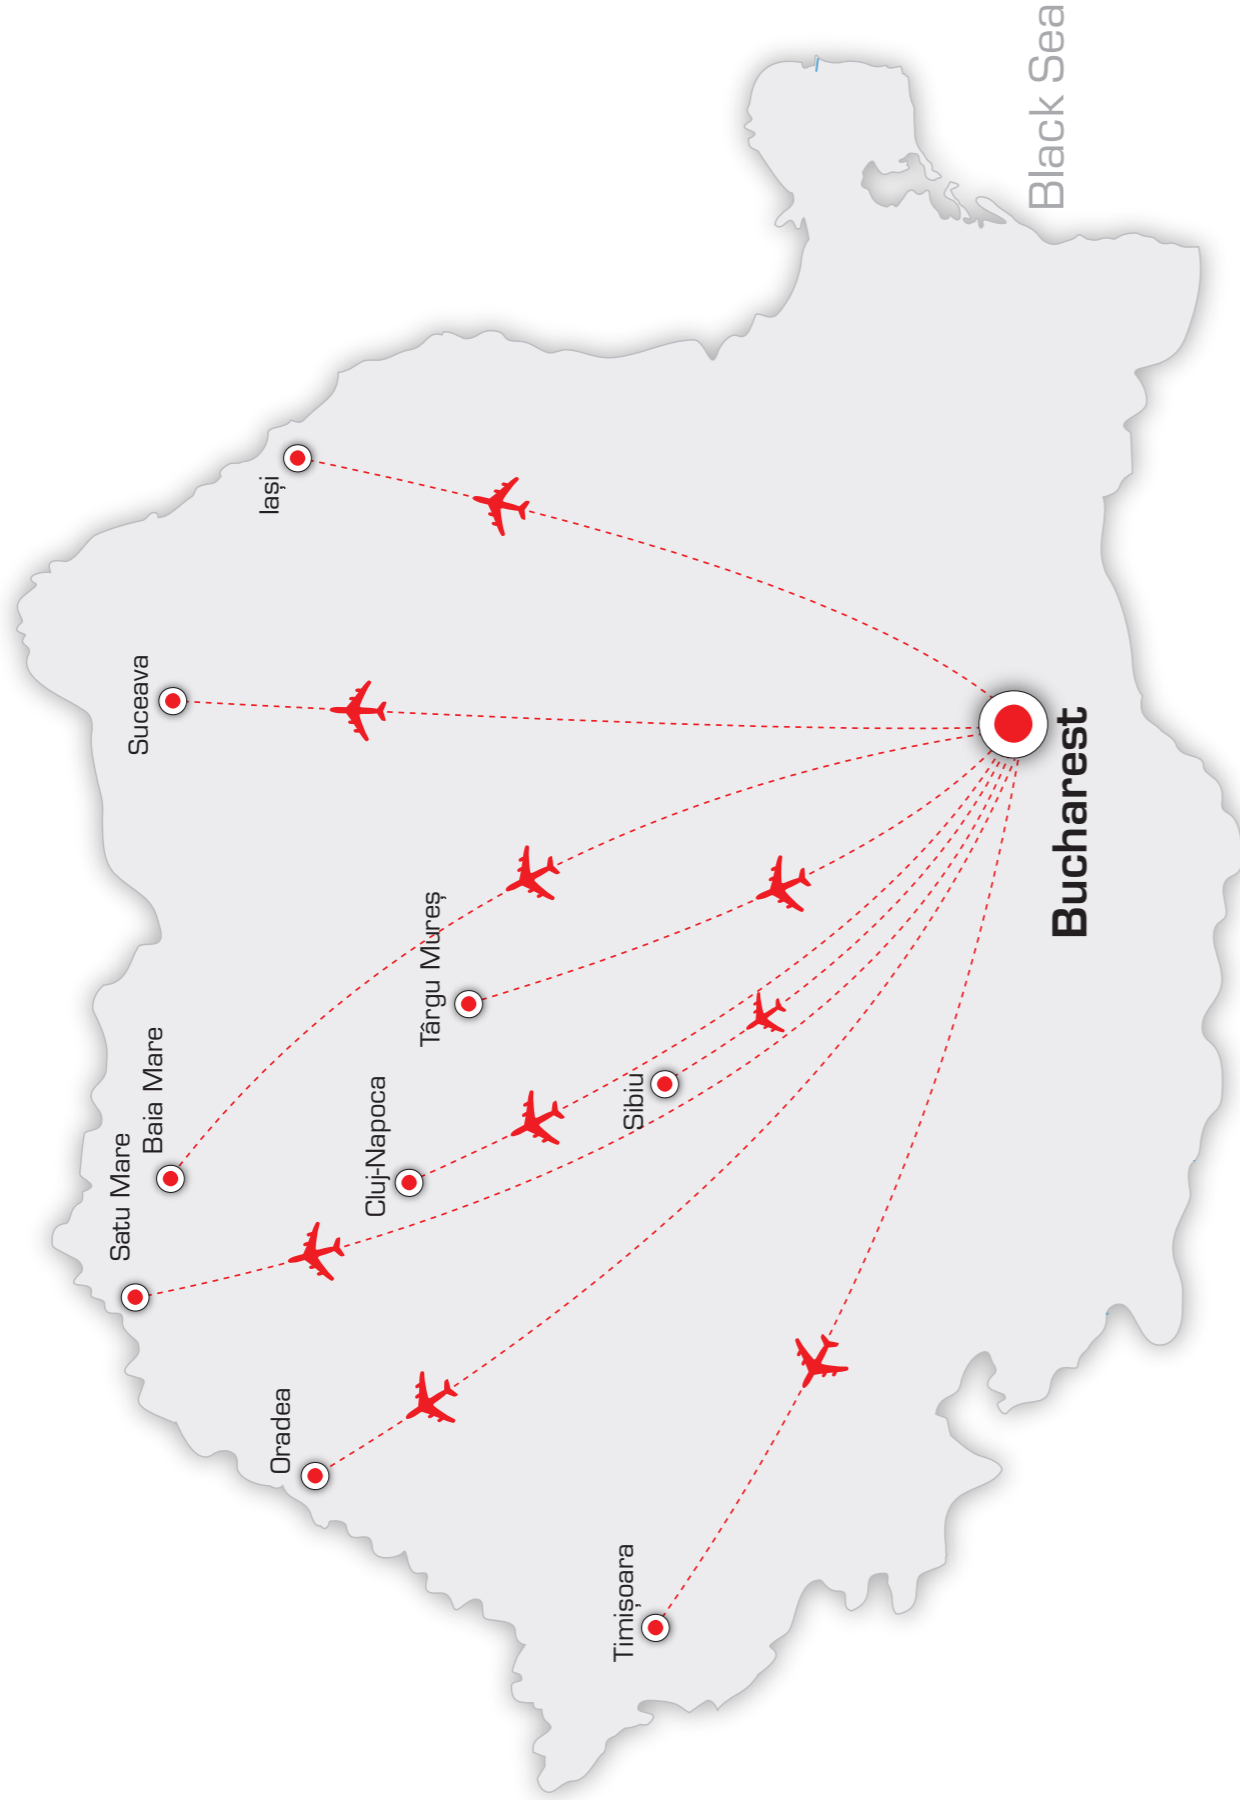 Satu Mare
Baia Mare
Suceava
Iași
Oradea
Cluj-Napoca
Târgu Mureș
Timișoara
Sibiu
Black Sea
Bucharest